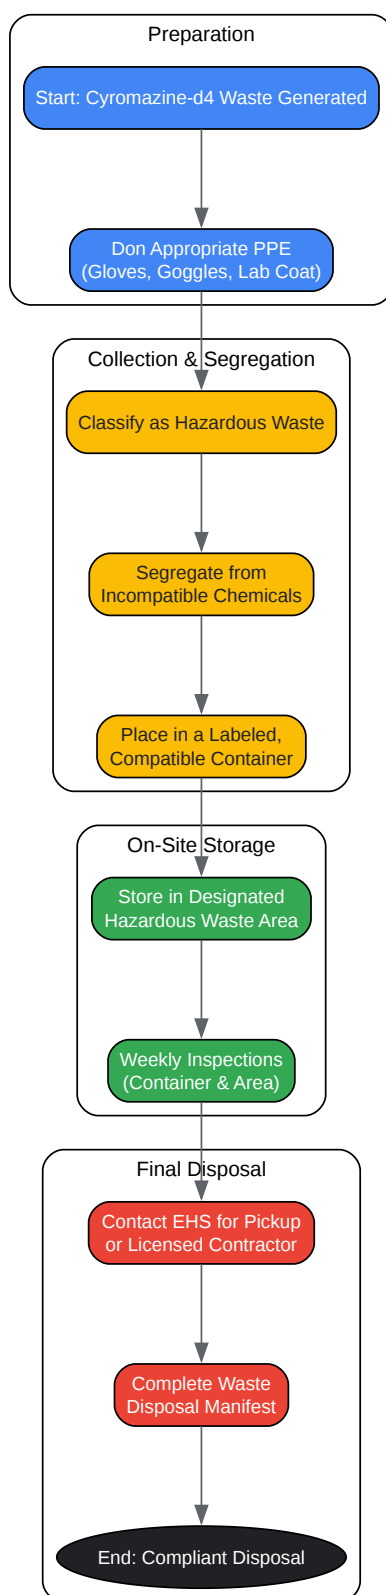 Preparation
Start: Cyromazine-d4 Waste Generated
Don Appropriate PPE
(Gloves, Goggles, Lab Coat)
Collection & Segregation
Classify as Hazardous Waste
Segregate from
Incompatible Chemicals
Place in a Labeled,
Compatible Container
On-Site Storage
Store in Designated
Hazardous Waste Area
Weekly Inspections
(Container & Area)
Final Disposal
Contact EHS for Pickup
or Licensed Contractor
Complete Waste
Disposal Manifest
End: Compliant Disposal